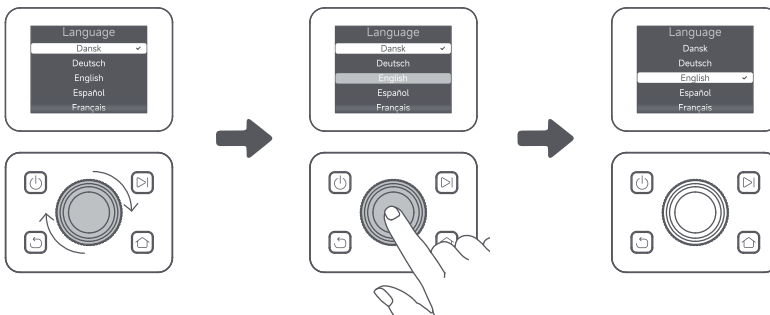 Language
Dansk
Deutsch
English
Español
Français
Language
Dansk
Deutsch
English
Español
Français
Language
Dansk
Deutsch
English
Español
Français